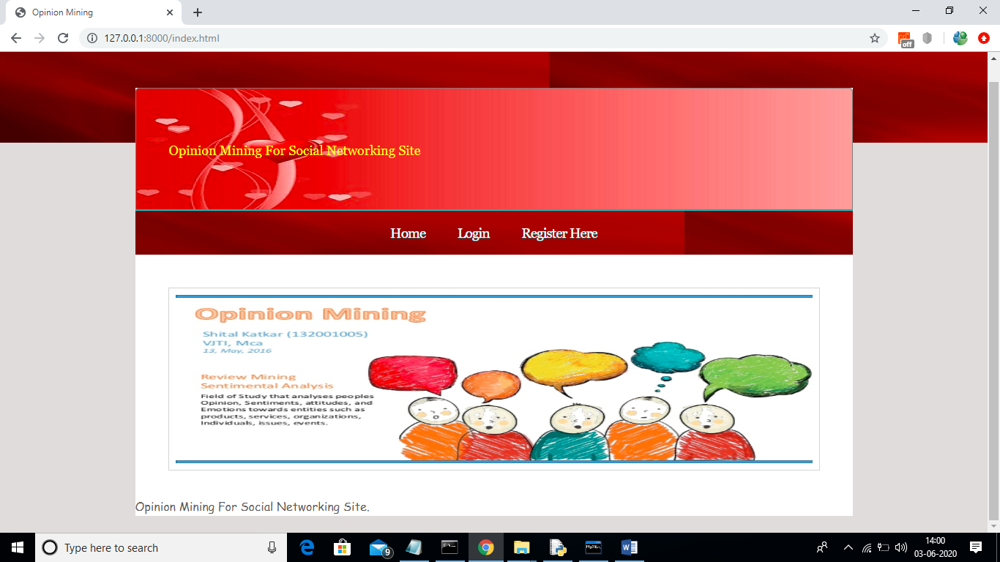 Opinion Mining
127.0.0.1:8000/index.html
off
Opinion Mining For Social Networking Site
Home Login Register Here
Opinion Mining
Shital Katkar (132001005)
VJTI, Mca
13, May, 2016
Review Mining
Sentimental Analysis
Field of Study that analyses peoples
Opinion, Sentiments, attitudes, and
Emotions towards entities such as
products, services, organizations,
Individuals, issues, events.
Opinion Mining For Social Networking Site.
Type here to search
9
14:00
03-06-2020